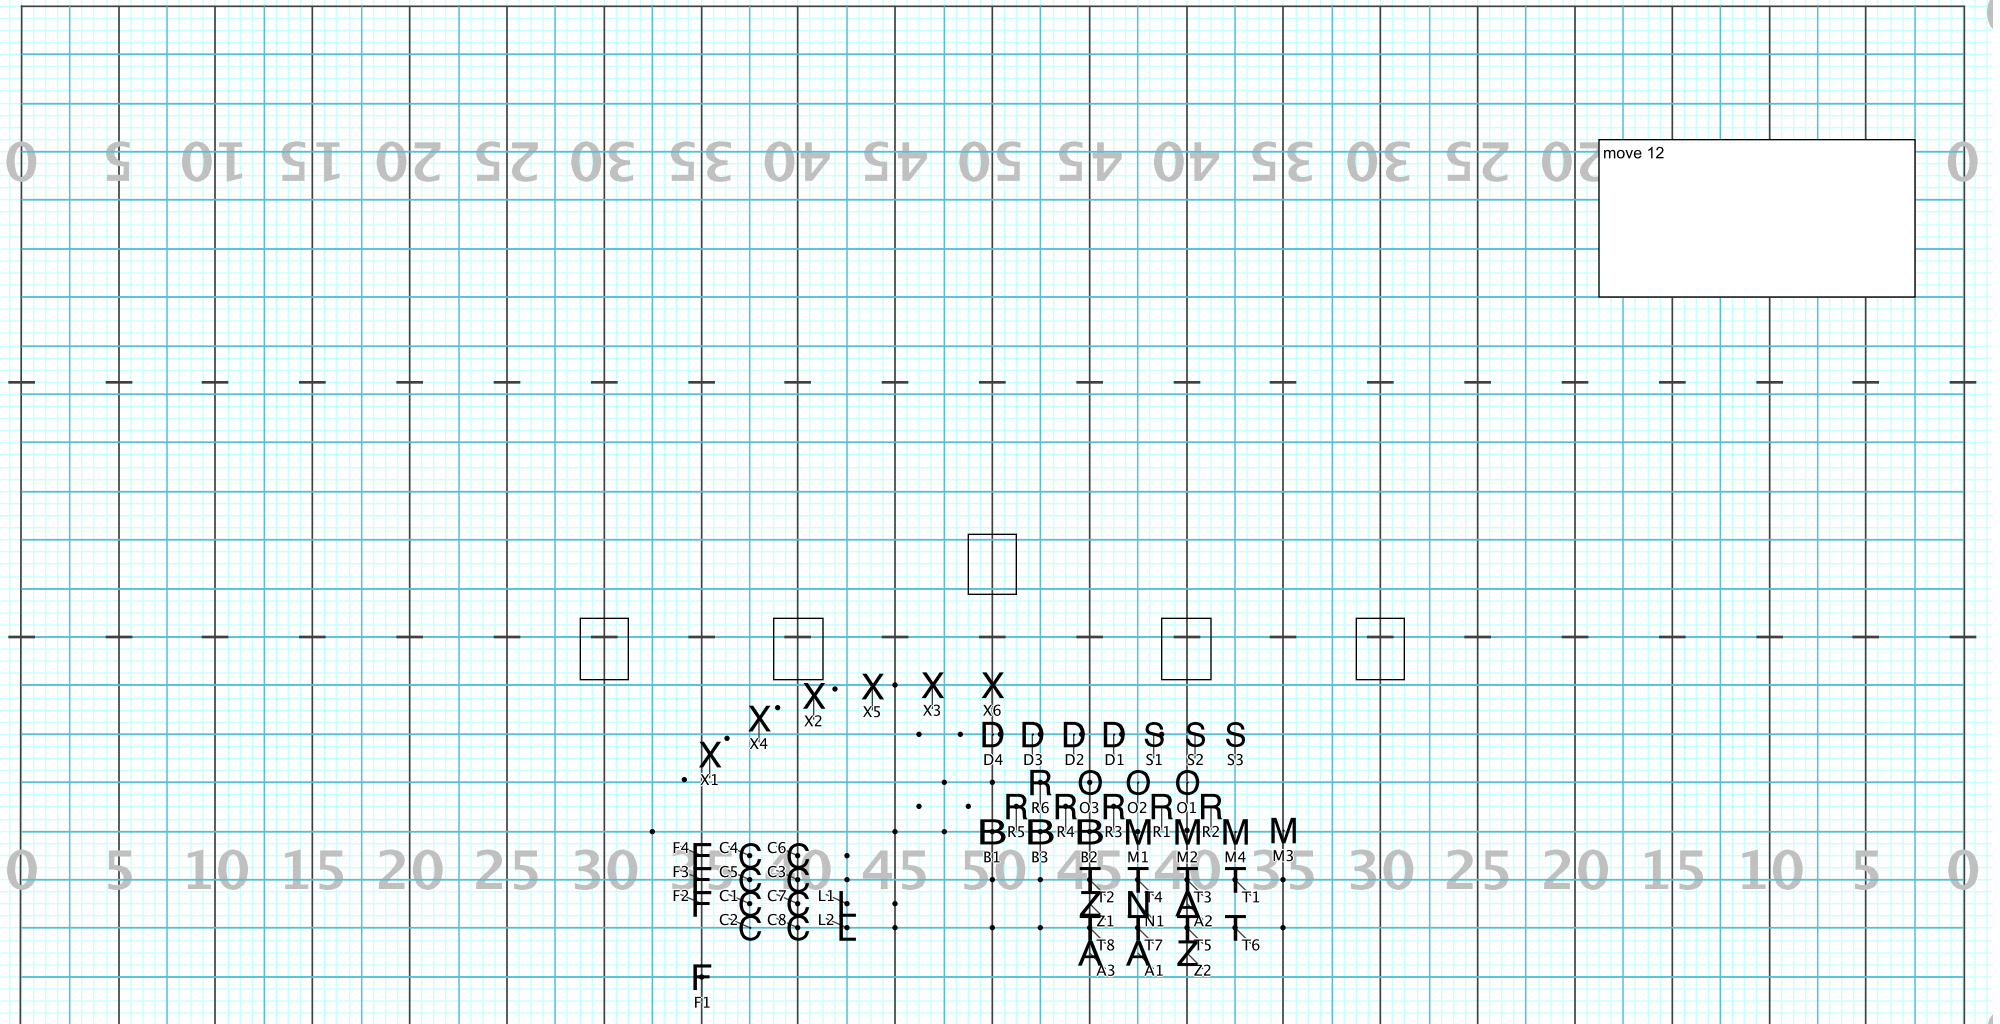 0 5 10 15 20 25 30 35 40 45 50 45 40 35 30 25 20 0
move 12
X X X X X X
X2 X5 X3 X6
X4
X1
D D D D S S S
D4 D3 D2 D1 S1 S2 S3
R O O O
R6 O3 O2 O1
R R R R R
R5 R4 R3 R1 R2
B B B M M M M
B1 B3 B2 M1 M2 M4 M3
0 5 10 15 20 25 30 35 40 45 50 45 40 35 30 25 20 15 10 5 0
F4 F C4 C C6 C
F3 F C5 C C3 C T T T T
T2 T4 T3 T1
F2 F C1 C C7 C L1 L Z N A
Z1 N1 A2
C2 C C8 C L2 L T T T T
T8 T7 T5 T6
A A Z
A3 A1 Z2
F
F1